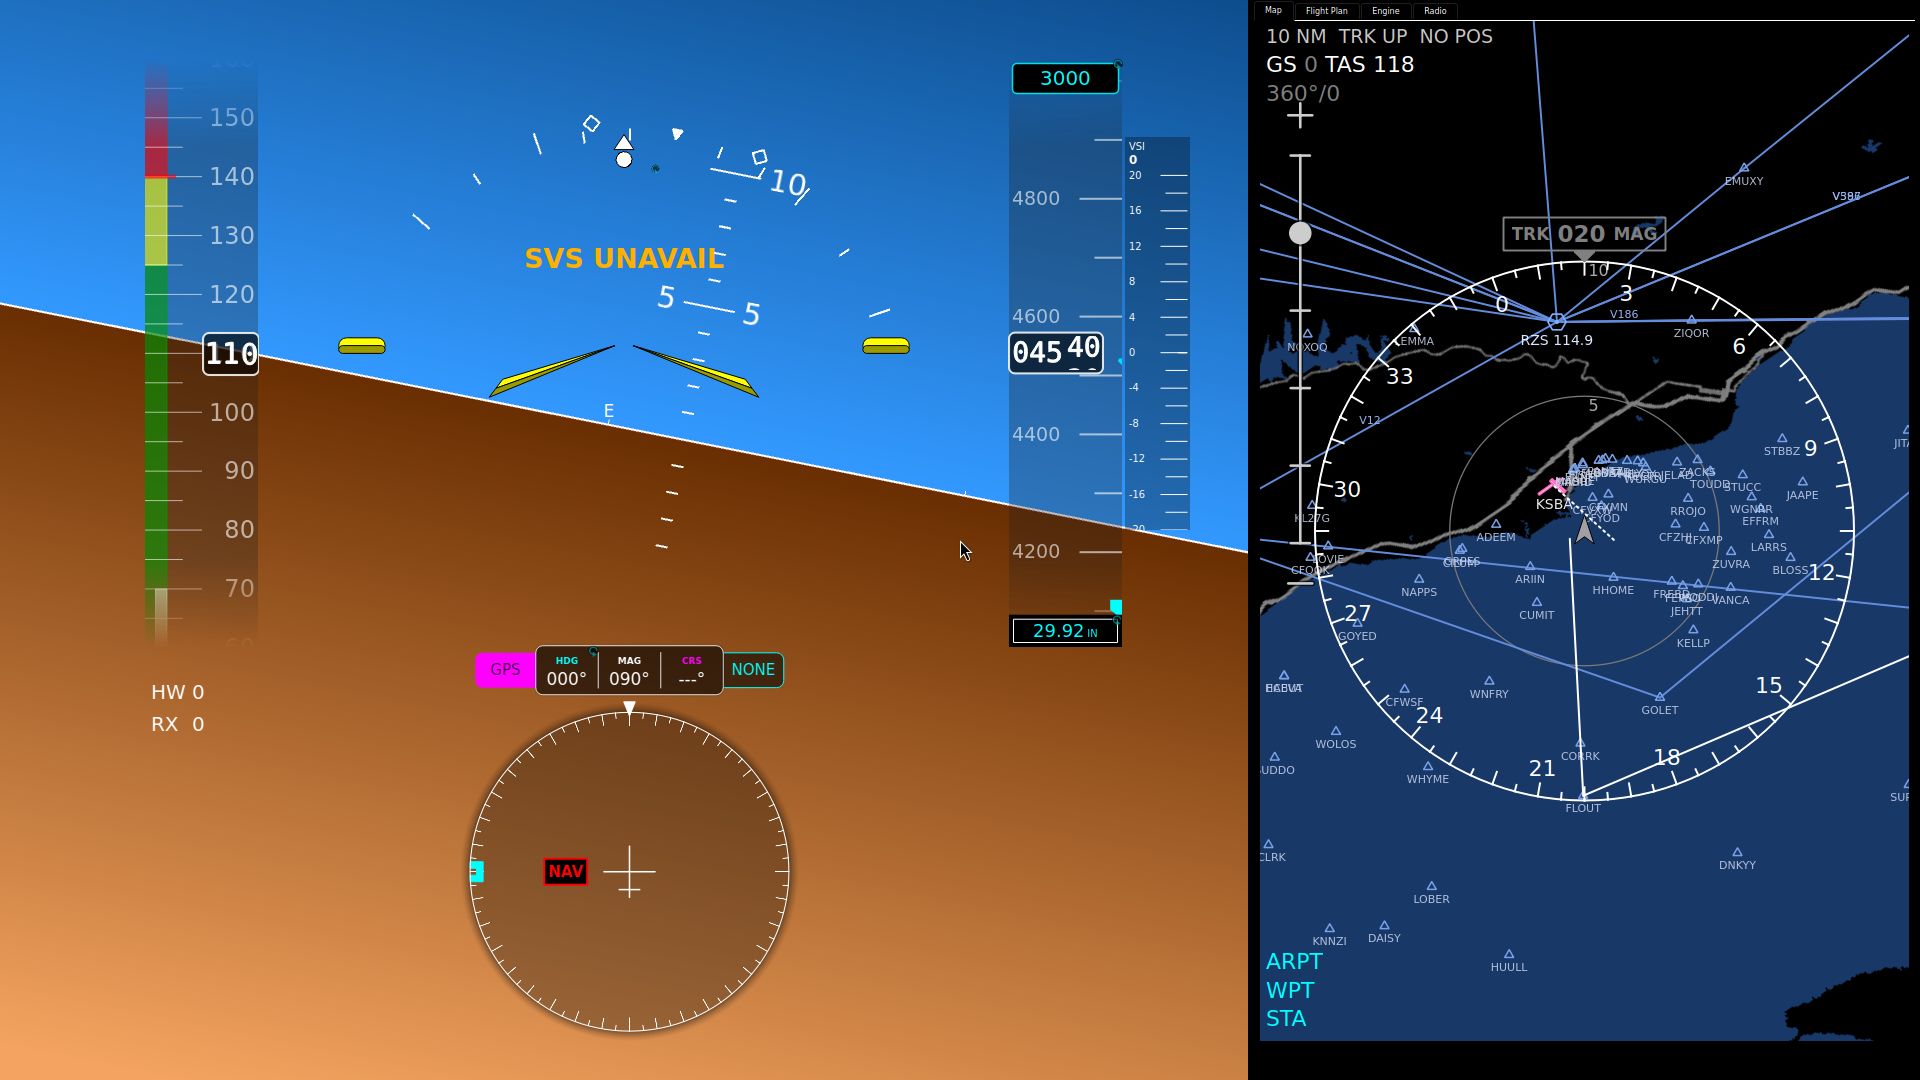 Map Flight Plan Engine Radio
10 NM TRK UP NO POS
GS 0 TAS 118
360°/0
150
140
130
120
110
100
90
80
70
SVS UNAVAIL
10
5 5
E
3000
4800
4600
045 40
4400
4200
29.92 IN
VSI
0
20
16
12
8
4
0
-4
-8
-12
-16
-20
HW 0
RX 0
GPS
HDG
000°
MAG
090°
CRS
---°
NONE
NAV
TRK 020 MAG
10
5
0
3
6
9
12
15
18
21
24
27
30
33
EMUXY
V186
ZIQOR
RZS 114.9
NOXOQ
V12
STBBZ
ZACKS
TOUDD
STUCC
JAAPE
WGNAR
EFFRM
RROJO
KSBA
KL27G
ADEEM
CFXMP
LARRS
ZUVRA
BLOSS
ARIIN
NAPPS
HHOME
CUMIT
VANCA
JEHTT
KELLP
GOYED
WNFRY
CFWSF
GOLET
WOLOS
CORRK
WHYME
FLOUT
DNKYY
LOBER
KNNZI
DAISY
HUULL
ARPT
WPT
STA